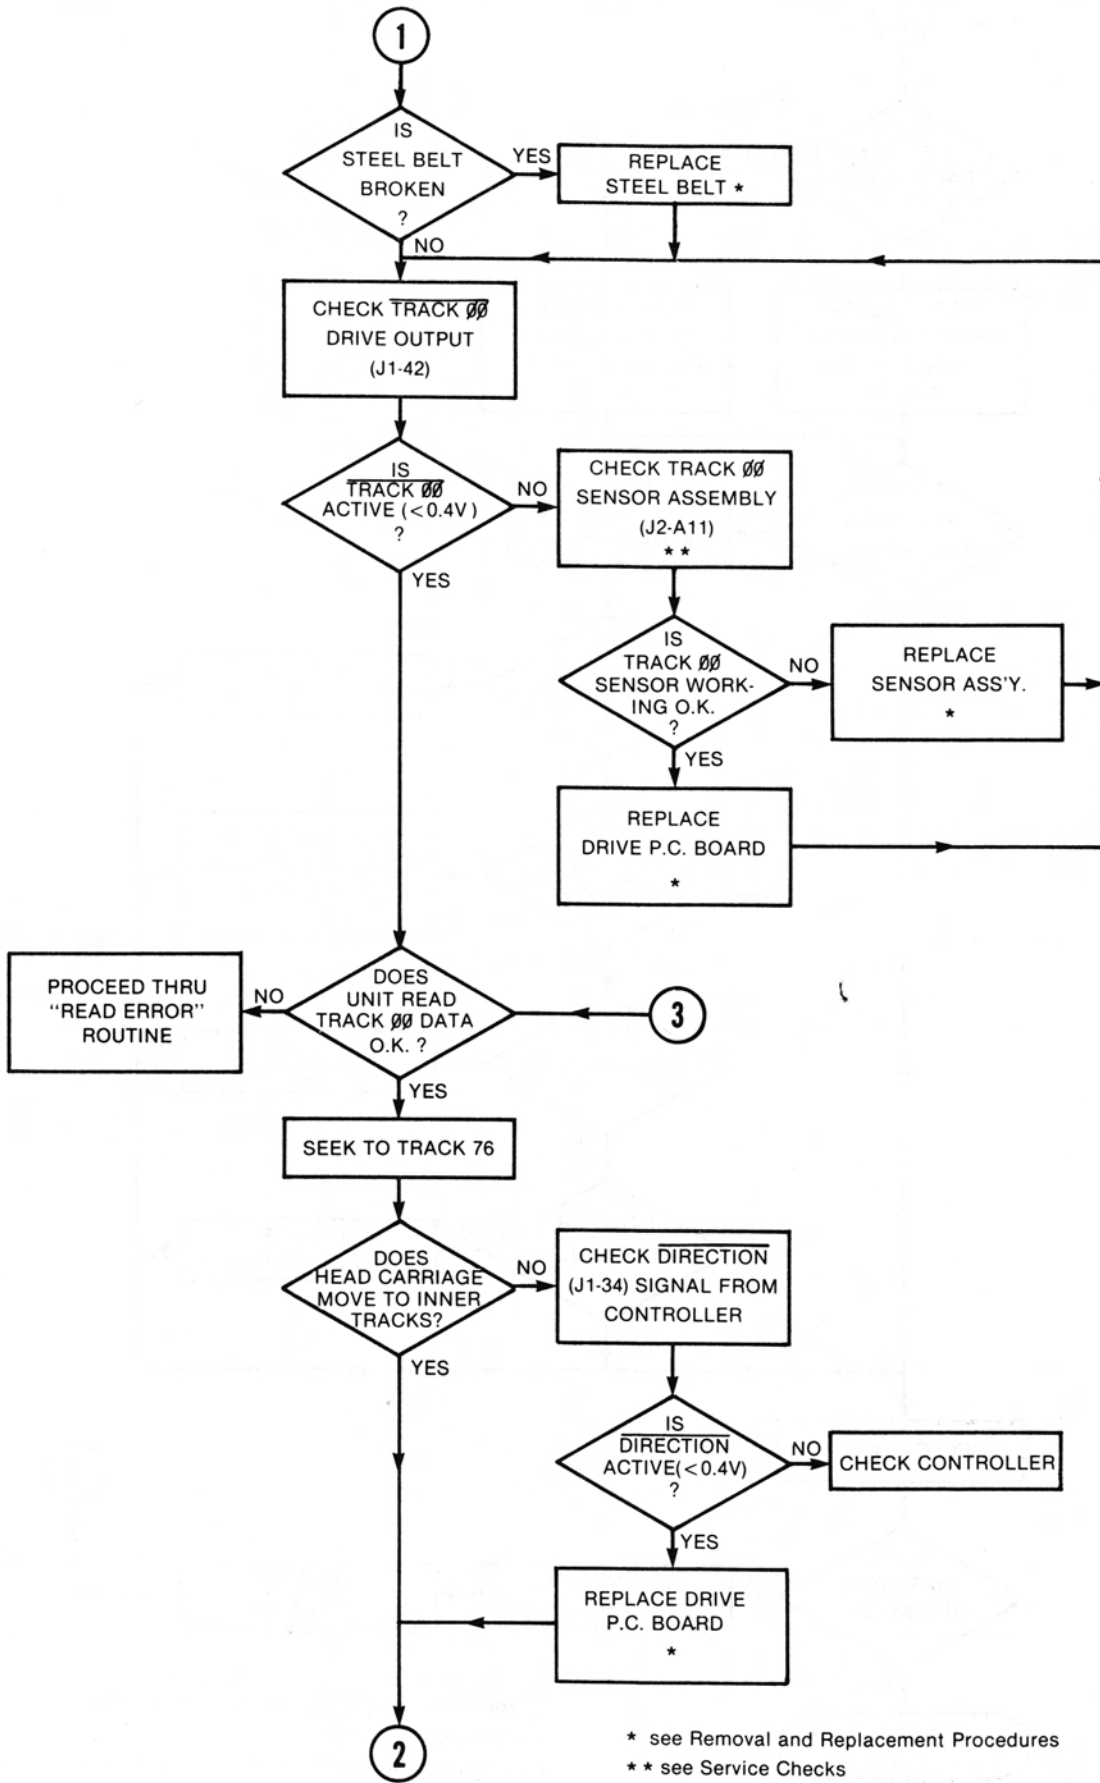 1
IS
STEEL BELT
BROKEN
?
YES
REPLACE
STEEL BELT *
NO
CHECK TRACK ØØ
DRIVE OUTPUT
(J1-42)
IS
TRACK ØØ
ACTIVE (<0.4V)
?
NO
CHECK TRACK ØØ
SENSOR ASSEMBLY
(J2-A11)
* *
YES
IS
TRACK ØØ
SENSOR WORK-
ING O.K.
?
NO
REPLACE
SENSOR ASS'Y.
*
YES
REPLACE
DRIVE P.C. BOARD
*
PROCEED THRU
"READ ERROR"
ROUTINE
NO
DOES
UNIT READ
TRACK ØØ DATA
O.K. ?
3
YES
SEEK TO TRACK 76
DOES
HEAD CARRIAGE
MOVE TO INNER
TRACKS?
NO
CHECK DIRECTION
(J1-34) SIGNAL FROM
CONTROLLER
YES
IS
DIRECTION
ACTIVE(<0.4V)
?
NO
CHECK CONTROLLER
YES
REPLACE DRIVE
P.C. BOARD
*
2
* see Removal and Replacement Procedures
* * see Service Checks